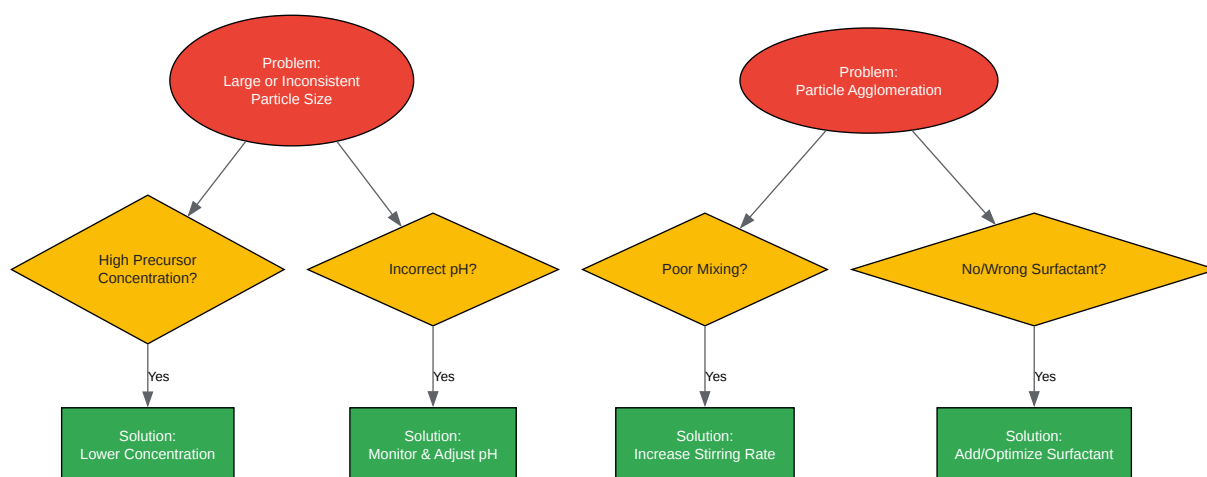 Problem:
Large or Inconsistent
Particle Size
Problem:
Particle Agglomeration
High Precursor
Concentration?
Incorrect pH?
Poor Mixing?
No/Wrong Surfactant?
Yes
Yes
Yes
Yes
Solution:
Lower Concentration
Solution:
Monitor & Adjust pH
Solution:
Increase Stirring Rate
Solution:
Add/Optimize Surfactant